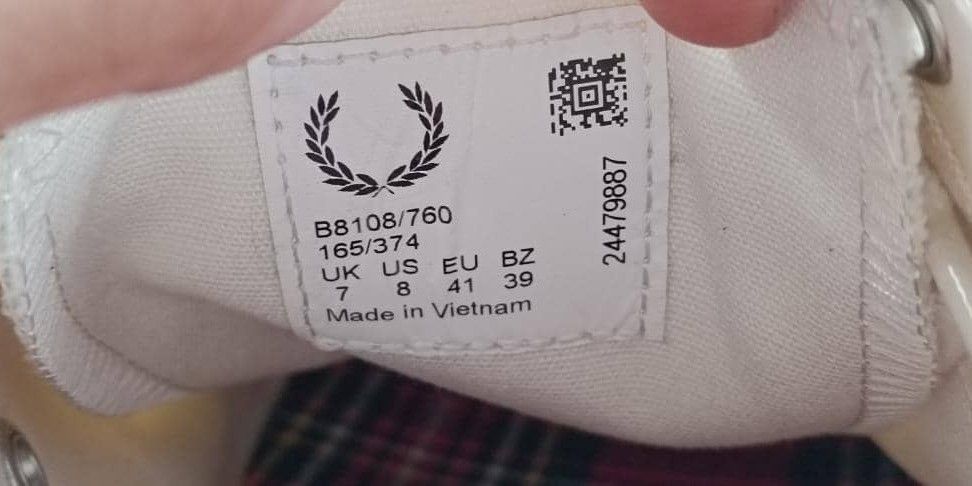 B8108/760
165/374
UK US EU BZ
7 8 41 39
Made in Vietnam
24479887